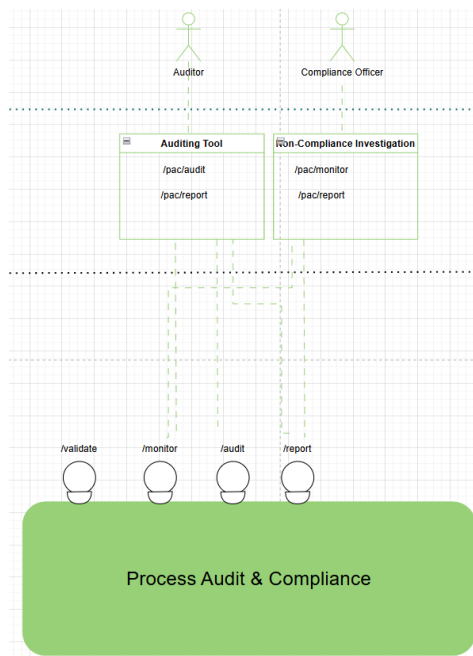 Auditor
Compliance Officer
Auditing Tool
Non-Compliance Investigation
/pac/audit
/pac/monitor
/pac/report
/pac/report
/validate
/monitor
/audit
/report
Process Audit & Compliance